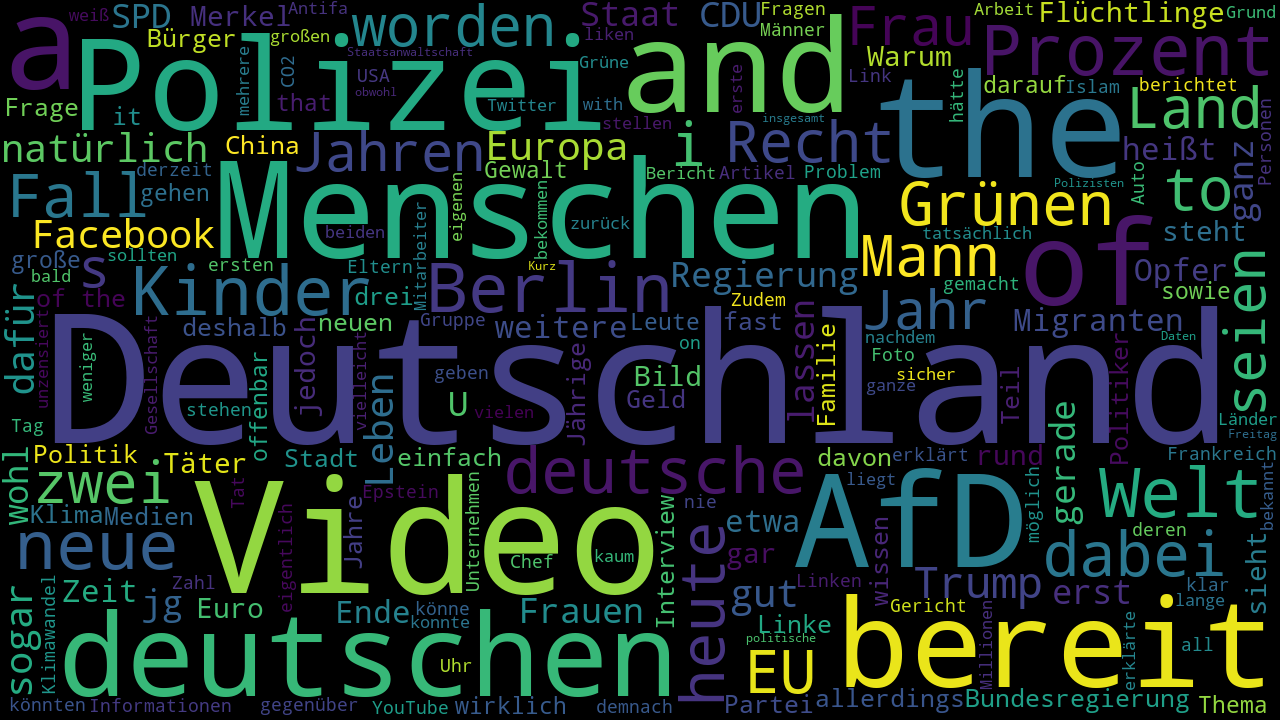 weiß
SPD
Merkel
Antifa
worden
Staat
CDU
Fragen
Frau
Arbeit
Flüchtlinge
Grund
a
Polizei
and
Bürger
großen
Staatsanwaltschaft
liken
Männer
Prozent
mehrere
CO2
USA
obwohl
Grüne
Warum
the
Frage
it
that
Twitter
with
Link
erste
hätte
darauf
Islam
berichtet
Land
stellen
insgesamt
natürlich
China
Jahren
Europa
i
Recht
heißt
ganz
Personen
Fall
derzeit
gehen
Menschen
Gewalt
Bericht
Artikel
Problem
Polizisten
Auto
to
eigenen
bekommen
zurück
Grünen
Facebook
beiden
Mitarbeiter
Mann
tatsächlich
of
steht
große
s
sollten
ersten
Eltern
Kurz
bald
Kinder
drei
Berlin
Regierung
gemacht
Opfer
sowie
seien
dafür
of the
unzensiert
Zudem
Jahr
Migranten
deshalb
neuen
Gruppe
weitere
Leute
on
fast
lassen
nachdem
Daten
Deutschland
weniger
Gesellschaft
jedoch
vielleicht
Jährige
Familie
Foto
geben
Bild
sicher
Teil
Politiker
offenbar
stehen
Leben
U
vielen
Geld
ganze
gerade
Länder
Freitag
Tag
Politik
Täter
Stadt
einfach
deutsche
davon
erklärt
rund
Frankreich
wohl
zwei
Tat
Video
Epstein
Unternehmen
nie
liegt
AfD
möglich
Welt
bekannt
Klima
Medien
Jahre
Interview
heute
etwa
deren
neue
eigentlich
Chef
kaum
gar
wissen
dabei
sieht
sogar
Klimawandel
Zeit
Zahl
Linken
Trump
erst
klar
jg
Euro
Ende
könne
konnte
Frauen
gut
Gericht
lange
Linke
deutschen
politische
bereit
Millionen
erklärte
all
Uhr
EU
könnten
Informationen
gegenüber
YouTube
wirklich
demnach
Partei
allerdings
Bundesregierung
Thema